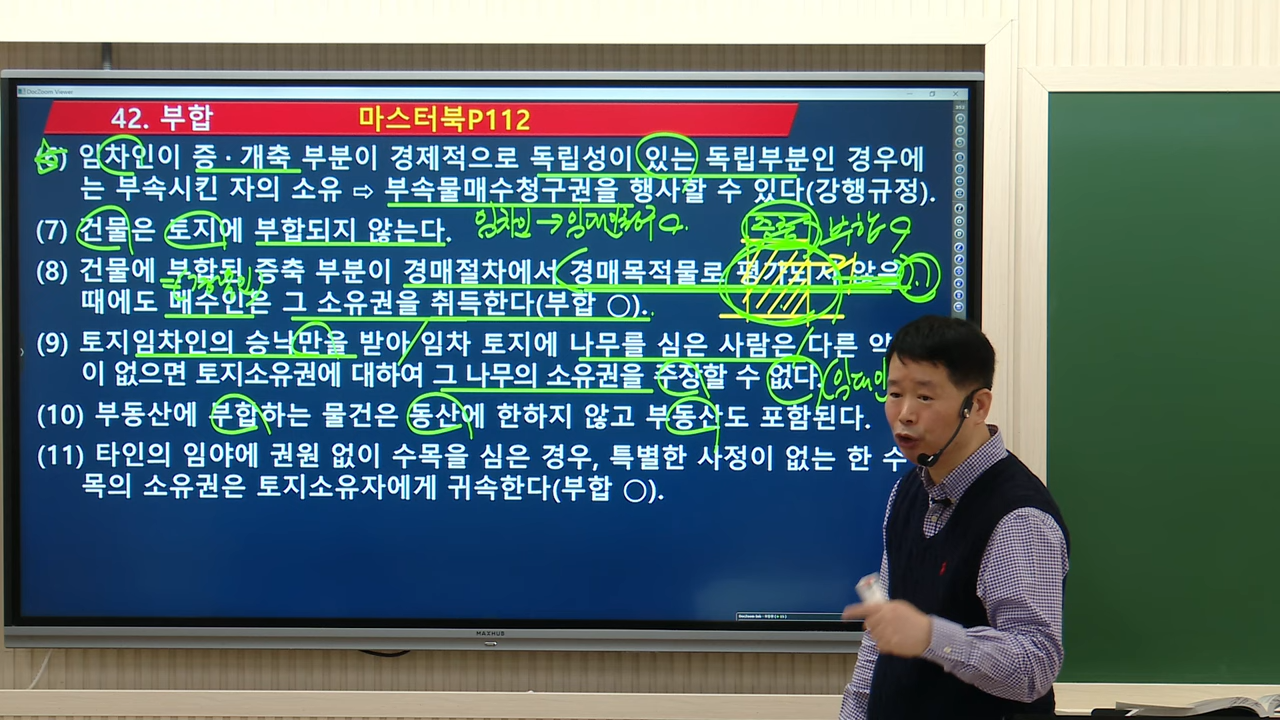 DocZoom Viewer
42. 부합 마스터북P112
임차인이 증·개축 부분이 경제적으로 독립성이 있는 독립부분인 경우에
는 부속시킨 자의 소유 ⇨ 부속물매수청구권을 행사할 수 있다(강행규정).
(7) 건물은 토지에 부합되지 않는다.
(8) 건물에 부합된 증축 부분이 경매절차에서 경매목적물로 평가되지 않은
때에도 매수인은 그 소유권을 취득한다(부합 ○).
(9) 토지임차인의 승낙만을 받아 임차 토지에 나무를 심은 사람은 다른 약
이 없으면 토지소유권에 대하여 그 나무의 소유권을 주장할 수 없다.
(10) 부동산에 부합하는 물건은 동산에 한하지 않고 부동산도 포함된다.
(11) 타인의 임야에 권원 없이 수목을 심은 경우, 특별한 사정이 없는 한 수
목의 소유권은 토지소유자에게 귀속한다(부합 ○).
MAXHUB